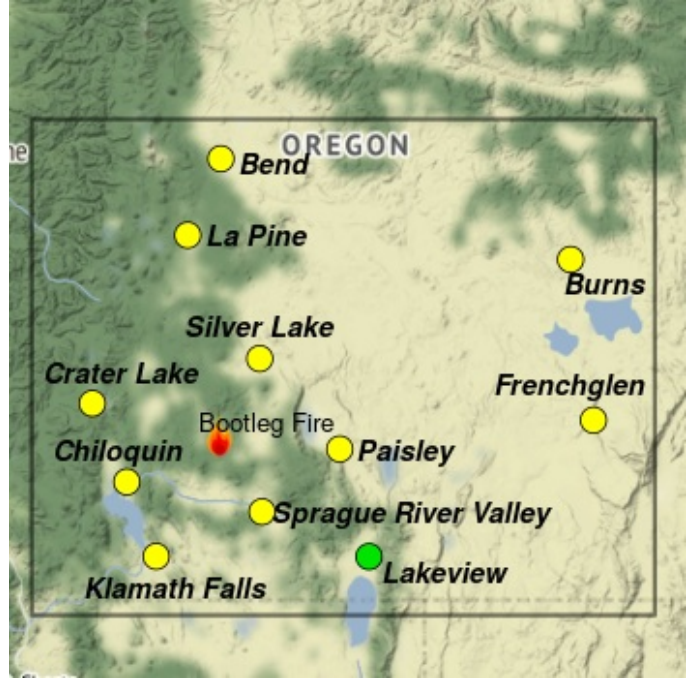 OREGON
Bend
La Pine
Burns
Silver Lake
Crater Lake
Frenchglen
Bootleg Fire
Chiloquin
Paisley
Sprague River Valley
Lakeview
Klamath Falls